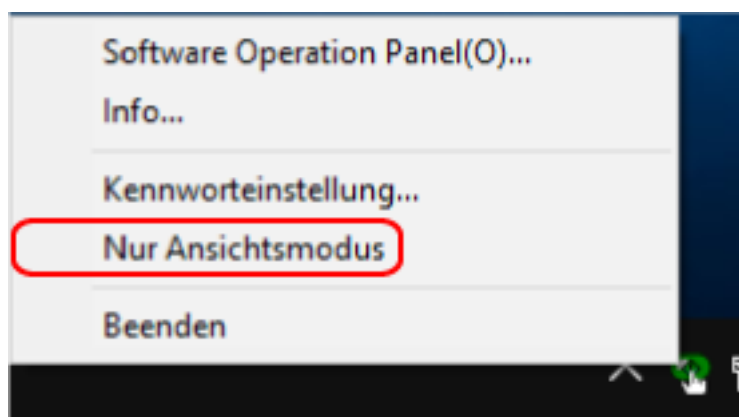 Software Operation Panel(O)...
Info...
Kennworteinstellung...
Nur Ansichtsmodus
Beenden